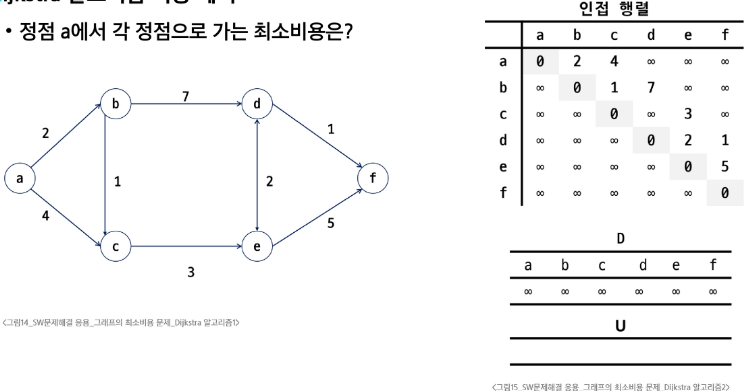 • 정점 a에서 각 정점으로 가는 최소비용은?
인접 행렬
a b c d e f
a 0 2 4 ∞ ∞ ∞
b ∞ 0 1 7 ∞ ∞
c ∞ ∞ 0 ∞ 3 ∞
d ∞ ∞ ∞ 0 2 1
e ∞ ∞ ∞ ∞ 0 5
f ∞ ∞ ∞ ∞ ∞ 0
b 7 d
2 1
a 1 2 f
4 5
c e
3
D
a b c d e f
∞ ∞ ∞ ∞ ∞ ∞
U
<그림14_SW문제해결 응용_그래프의 최소비용 문제_Dijkstra 알고리즘1>
<그림15_SW문제해결 응용_그래프의 최소비용 문제_Dijkstra 알고리즘2>